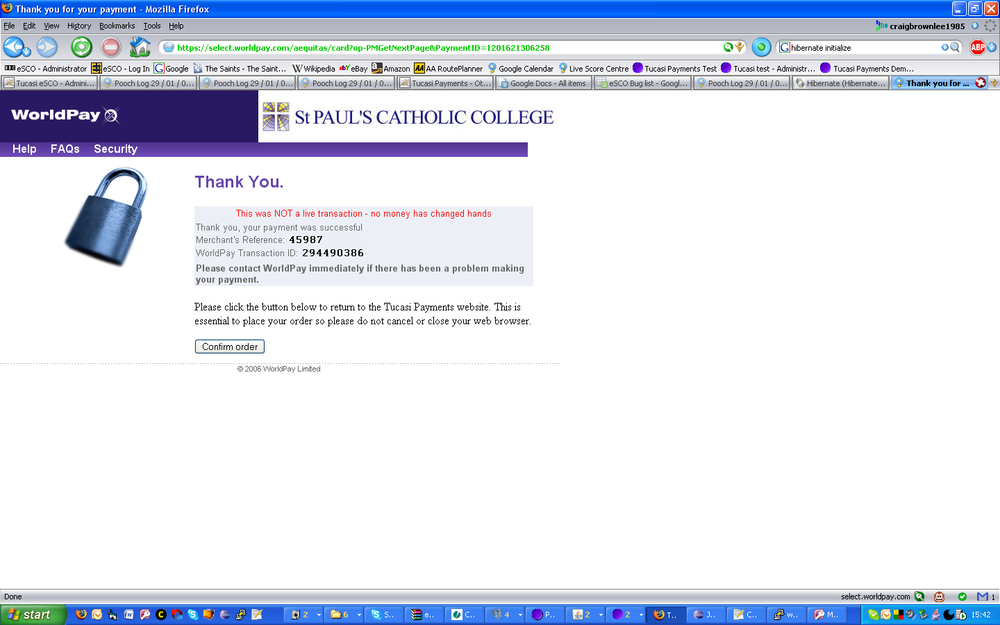 Thank you for your payment - Mozilla Firefox
File Edit View History Bookmarks Tools Help craigbrownlee1985
https://select.worldpay.com/aequitas/card?op-PMGetNextPage&PaymentID=1201621306258 G hibernate initialize ABP
BBC eSCO - Administrator eSCO - Log In G Google The Saints - The Saint... W Wikipedia ebY eBay a Amazon AA AA RoutePlanner Google Calendar Live Score Centre Tucasi Payments Test Tucasi test - Administr... Tucasi Payments Dem...
Tucasi eSCO - Admini... Pooch Log 29 / 01 / 0... Pooch Log 29 / 01 / 0... Pooch Log 29 / 01 / 0... Tucasi Payments - Ot... Google Docs - All items eSCO Bug list - Googl... Pooch Log 29 / 01 / 0... Hibernate (Hibernate... Thank you for ...
WorldPay St PAUL'S CATHOLIC COLLEGE
Help FAQs Security
Thank You.
This was NOT a live transaction - no money has changed hands
Thank you, your payment was successful
Merchant's Reference: 45987
WorldPay Transaction ID: 294490386
Please contact WorldPay immediately if there has been a problem making
your payment.
Please click the button below to return to the Tucasi Payments website. This is
essential to place your order so please do not cancel or close your web browser.
Confirm order
© 2006 WorldPay Limited
Done select.worldpay.com 1
start 2 6 S.. e.. C.. 4 P.. 2 2 T.. J.. C.. w.. M.. 15:42